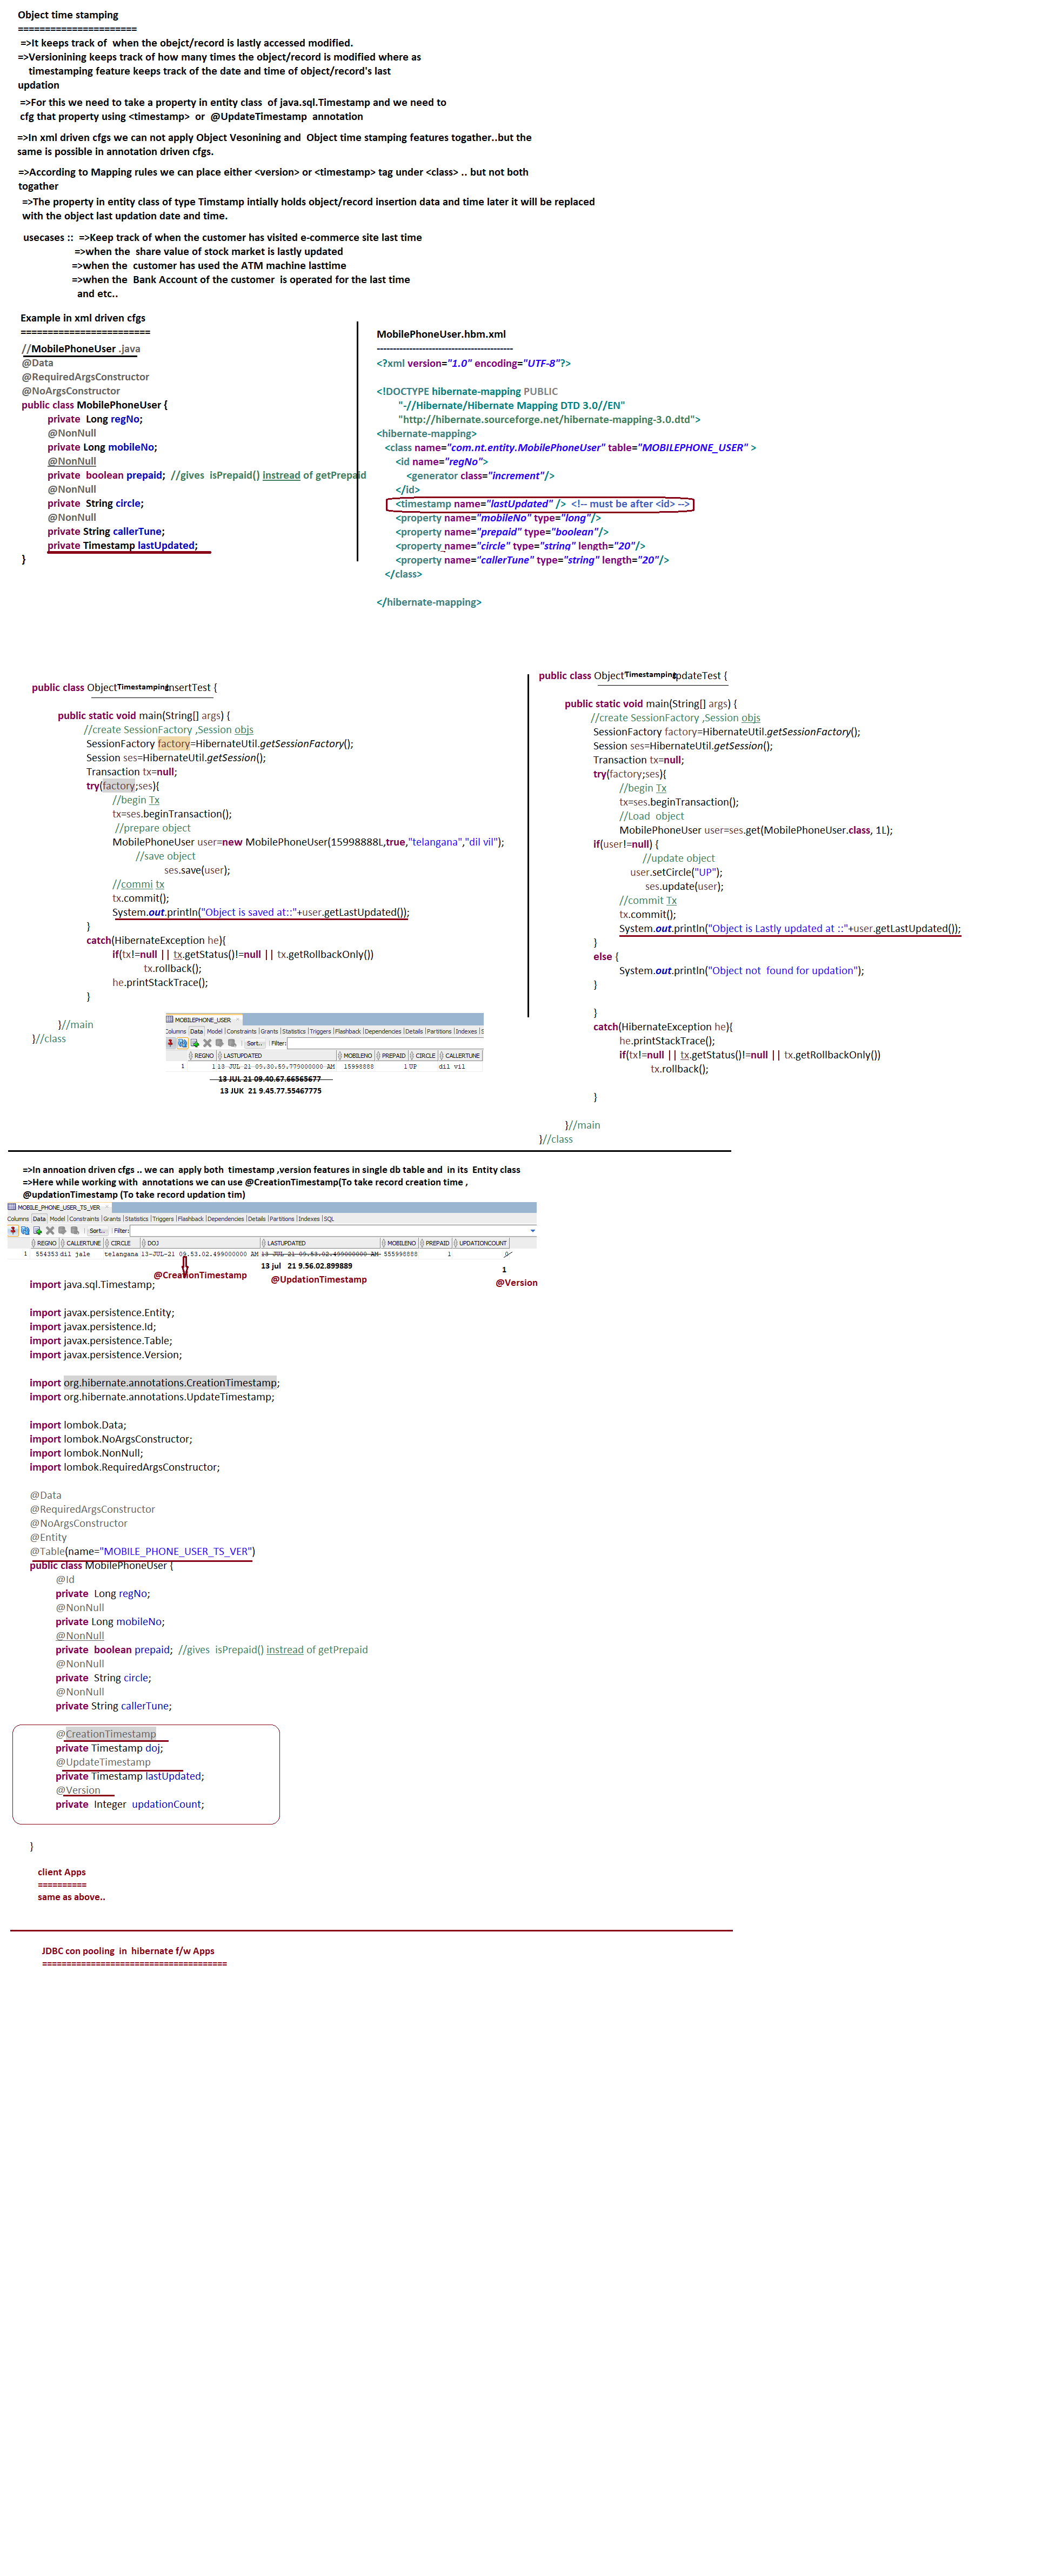 Object time stamping
======================
=>It keeps track of  when the obejct/record is lastly accessed modified.
=>Versionining keeps track of how many times the object/record is modified where as
timestamping feature keeps track of the date and time of object/record's last
updation
=>For this we need to take a property in entity class  of java.sql.Timestamp and we need to
cfg that property using <timestamp>  or  @UpdateTimestamp  annotation
=>In xml driven cfgs we can not apply Object Vesonining and  Object time stamping features togather..but the
same is possible in annotation driven cfgs.
=>According to Mapping rules we can place either <version> or <timestamp> tag under <class> .. but not both
togather
=>The property in entity class of type Timstamp intially holds object/record insertion data and time later it will be replaced
with the object last updation date and time.
usecases ::  =>Keep track of when the customer has visited e-commerce site last time
=>when the  share value of stock market is lastly updated
=>when the  customer has used the ATM machine lasttime
=>when the  Bank Account of the customer  is operated for the last time
and etc..
Example in xml driven cfgs
========================
//MobilePhoneUser .java
@Data
@RequiredArgsConstructor
@NoArgsConstructor
public class MobilePhoneUser {
private  Long regNo;
@NonNull
private Long mobileNo;
@NonNull
private  boolean prepaid;  //gives  isPrepaid() instread of getPrepaid
@NonNull
private  String circle;
@NonNull
private String callerTune;
private Timestamp lastUpdated;
}
MobilePhoneUser.hbm.xml
------------------------------------------
<?xml version="1.0" encoding="UTF-8"?>
<!DOCTYPE hibernate-mapping PUBLIC
"-//Hibernate/Hibernate Mapping DTD 3.0//EN"
"http://hibernate.sourceforge.net/hibernate-mapping-3.0.dtd">
<hibernate-mapping>
<class name="com.nt.entity.MobilePhoneUser" table="MOBILEPHONE_USER" >
<id name="regNo">
<generator class="increment"/>
</id>
<timestamp name="lastUpdated" />  <!-- must be after <id> -->
<property name="mobileNo" type="long"/>
<property name="prepaid" type="boolean"/>
<property name="circle" type="string" length="20"/>
<property name="callerTune" type="string" length="20"/>
</class>
</hibernate-mapping>
public class ObjectTimestampingInsertTest {
public static void main(String[] args) {
//create SessionFactory ,Session objs
SessionFactory factory=HibernateUtil.getSessionFactory();
Session ses=HibernateUtil.getSession();
Transaction tx=null;
try(factory;ses){
//begin Tx
tx=ses.beginTransaction();
//prepare object
MobilePhoneUser user=new MobilePhoneUser(15998888L,true,"telangana","dil vil");
//save object
ses.save(user);
//commi tx
tx.commit();
System.out.println("Object is saved at::"+user.getLastUpdated());
}
catch(HibernateException he){
if(tx!=null || tx.getStatus()!=null || tx.getRollbackOnly())
tx.rollback();
he.printStackTrace();
}
}//main
}//class
MOBILEPHONE_USER
Columns Data Model Constraints Grants Statistics Triggers Flashback Dependencies Details Partitions Indexes S
Sort.. Filter:
REGNO LASTUPDATED MOBILENO PREPAID CIRCLE CALLERTUNE
1 1 13-JUL-21 09.30.59.779000000 AM 15998888 1 UP dil vil
13 JUL 21 09.40.67.66565677
13 JUK  21 9.45.77.55467775
public class ObjectTimestampingUpdateTest {
public static void main(String[] args) {
//create SessionFactory ,Session objs
SessionFactory factory=HibernateUtil.getSessionFactory();
Session ses=HibernateUtil.getSession();
Transaction tx=null;
try(factory;ses){
//begin Tx
tx=ses.beginTransaction();
//Load  object
MobilePhoneUser user=ses.get(MobilePhoneUser.class, 1L);
if(user!=null) {
//update object
user.setCircle("UP");
ses.update(user);
//commit Tx
tx.commit();
System.out.println("Object is Lastly updated at ::"+user.getLastUpdated());
}
else {
System.out.println("Object not  found for updation");
}
}
catch(HibernateException he){
he.printStackTrace();
if(tx!=null || tx.getStatus()!=null || tx.getRollbackOnly())
tx.rollback();
}
}//main
}//class
=>In annoation driven cfgs .. we can  apply both  timestamp ,version features in single db table and  in its  Entity class
=>Here while working with  annotations we can use @CreationTimestamp(To take record creation time ,
@updationTimestamp (To take record updation tim)
MOBILE_PHONE_USER_TS_VER
Columns Data Model Constraints Grants Statistics Triggers Flashback Dependencies Details Partitions Indexes SQL
Sort.. Filter:
REGNO CALLERTUNE CIRCLE DOJ LASTUPDATED MOBILENO PREPAID UPDATIONCOUNT
1 554353 dil jale telangana 13-JUL-21 09.53.02.499000000 AM 13-JUL-21 09.53.02.499000000 AM 555998888 1 0
13 jul   21 9.56.02.899889
1
@CreationTimestamp
@UpdationTimestamp
@Version
import java.sql.Timestamp;
import javax.persistence.Entity;
import javax.persistence.Id;
import javax.persistence.Table;
import javax.persistence.Version;
import org.hibernate.annotations.CreationTimestamp;
import org.hibernate.annotations.UpdateTimestamp;
import lombok.Data;
import lombok.NoArgsConstructor;
import lombok.NonNull;
import lombok.RequiredArgsConstructor;
@Data
@RequiredArgsConstructor
@NoArgsConstructor
@Entity
@Table(name="MOBILE_PHONE_USER_TS_VER")
public class MobilePhoneUser {
@Id
private  Long regNo;
@NonNull
private Long mobileNo;
@NonNull
private  boolean prepaid;  //gives  isPrepaid() instread of getPrepaid
@NonNull
private  String circle;
@NonNull
private String callerTune;
@CreationTimestamp
private Timestamp doj;
@UpdateTimestamp
private Timestamp lastUpdated;
@Version
private  Integer  updationCount;
}
client Apps
==========
same as above..
JDBC con pooling  in  hibernate f/w Apps
======================================